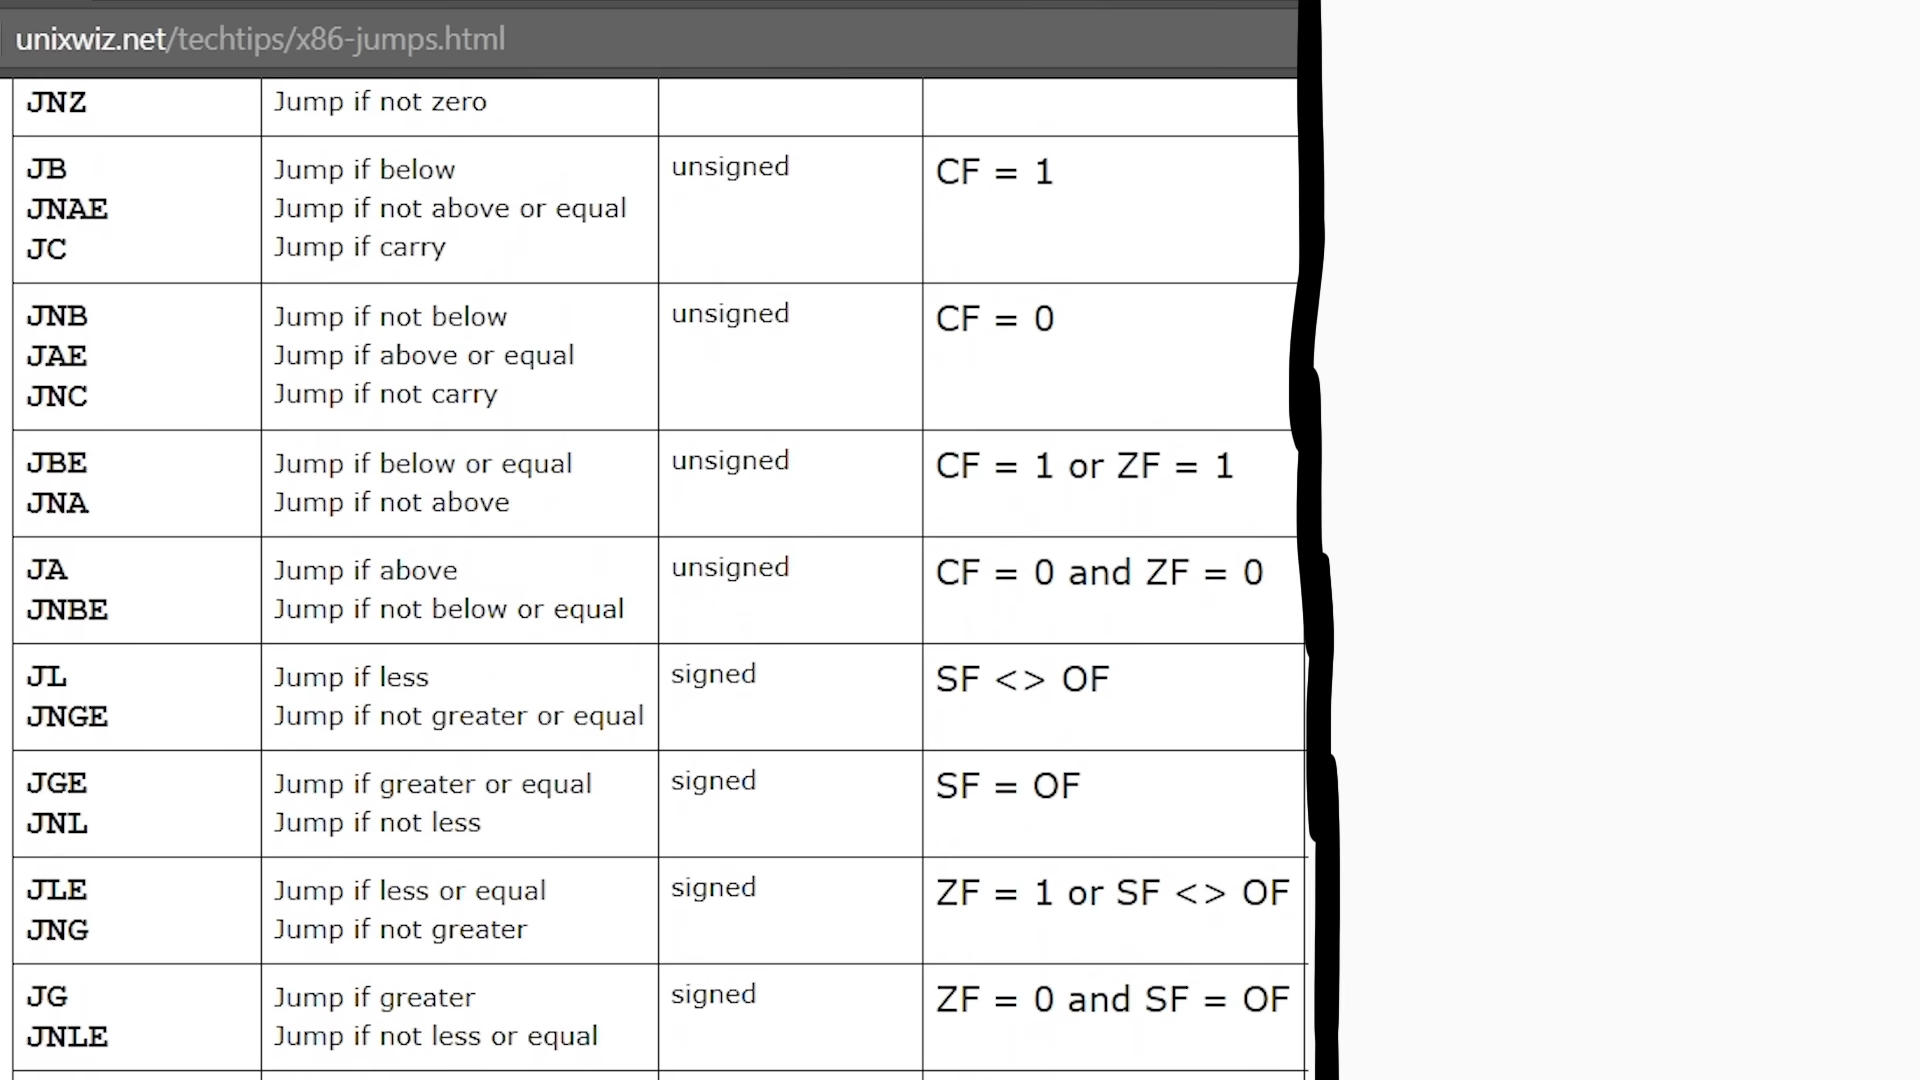 unixwiz.net/techtips/x86-jumps.html
JNZ Jump if not zero
JB Jump if below unsigned CF = 1
JNAE Jump if not above or equal
JC Jump if carry
JNB Jump if not below unsigned CF = 0
JAE Jump if above or equal
JNC Jump if not carry
JBE Jump if below or equal unsigned CF = 1 or ZF = 1
JNA Jump if not above
JA Jump if above unsigned CF = 0 and ZF = 0
JNBE Jump if not below or equal
JL Jump if less signed SF <> OF
JNGE Jump if not greater or equal
JGE Jump if greater or equal signed SF = OF
JNL Jump if not less
JLE Jump if less or equal signed ZF = 1 or SF <> OF
JNG Jump if not greater
JG Jump if greater signed ZF = 0 and SF = OF
JNLE Jump if not less or equal